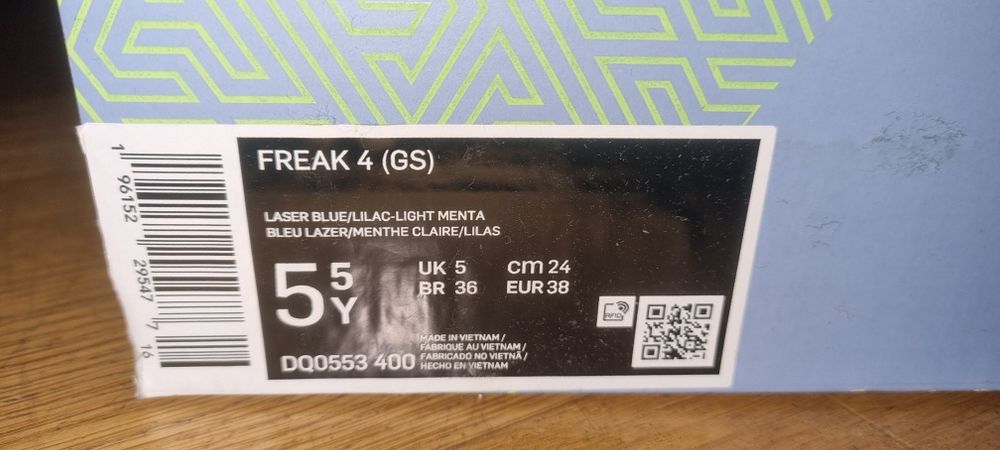 FREAK 4 (GS)
LASER BLUE/LILAC-LIGHT MENTA
BLEU LAZER/MENTHE CLAIRE/LILAS
5 5Y
UK 5 cm 24
BR 36 EUR 38
MADE IN VIETNAM /
FABRIQUE AU VIETNAM /
FABRICADO NO VIETNÃ /
HECHO EN VIETNAM
DQ0553 400
RFID
1 96152 29547 7 16